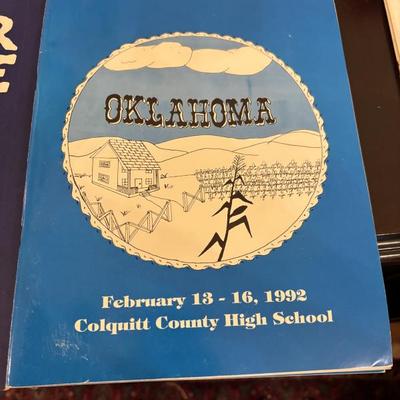 R
E
OKLAHOMA
February 13 - 16, 1992
Colquitt County High School